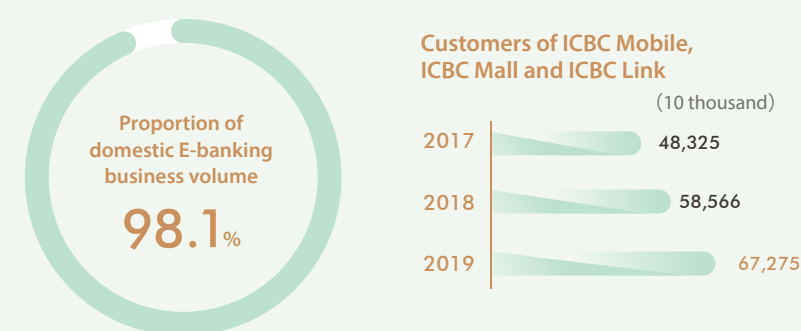 Proportion of
domestic E-banking
business volume
98.1%
Customers of ICBC Mobile,
ICBC Mall and ICBC Link
（10 thousand）
2017 48,325
2018 58,566
2019 67,275